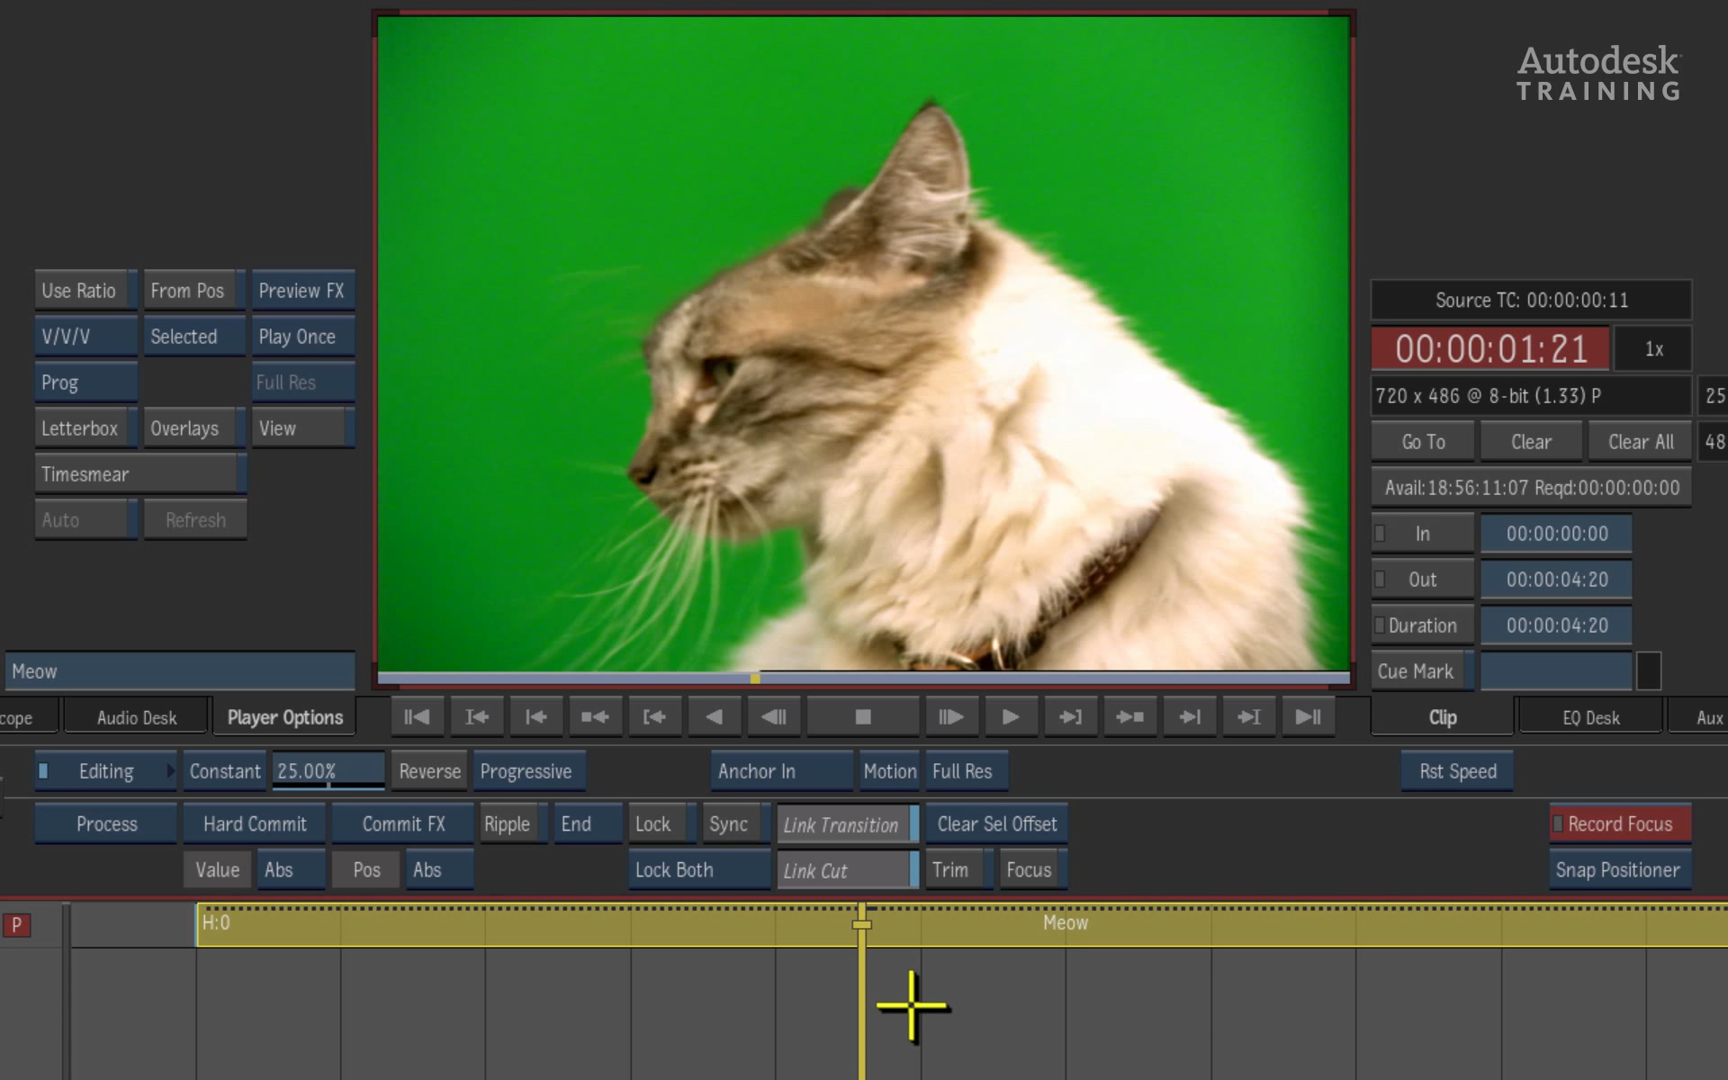 Autodesk
TRAINING
Use Ratio From Pos Preview FX
V/V/V Selected Play Once
Prog Full Res
Letterbox Overlays View
Timesmear
Auto Refresh
Meow
Source TC: 00:00:00:11
00:00:01:21 1x
720 x 486 @ 8-bit (1.33) P 25
Go To Clear Clear All 48
Avail:18:56:11:07 Reqd:00:00:00:00
In 00:00:00:00
Out 00:00:04:20
Duration 00:00:04:20
Cue Mark
cope Audio Desk Player Options Clip EQ Desk Aux
Editing Constant 25.00% Reverse Progressive Anchor In Motion Full Res Rst Speed
Process Hard Commit Commit FX Ripple End Lock Sync Link Transition Clear Sel Offset Record Focus
Value Abs Pos Abs Lock Both Link Cut Trim Focus Snap Positioner
P H:0 Meow